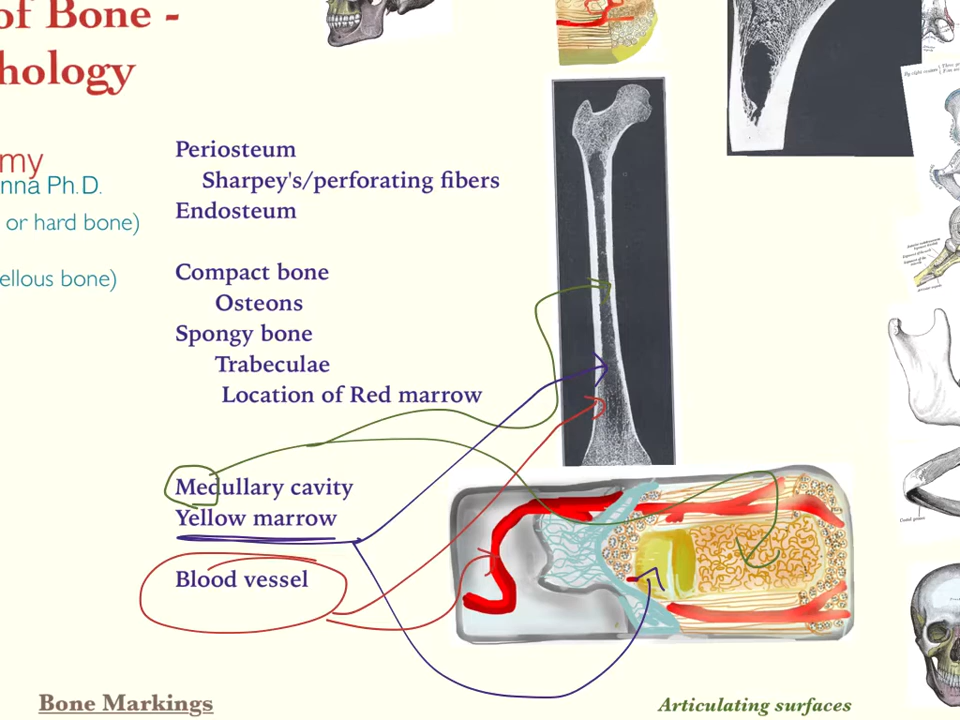 of Bone -
hology
my
nna Ph.D.
or hard bone)
ellous bone)
Periosteum
Sharpey's/perforating fibers
Endosteum
Compact bone
Osteons
Spongy bone
Trabeculae
Location of Red marrow
Medullary cavity
Yellow marrow
Blood vessel
Bone Markings
Articulating surfaces